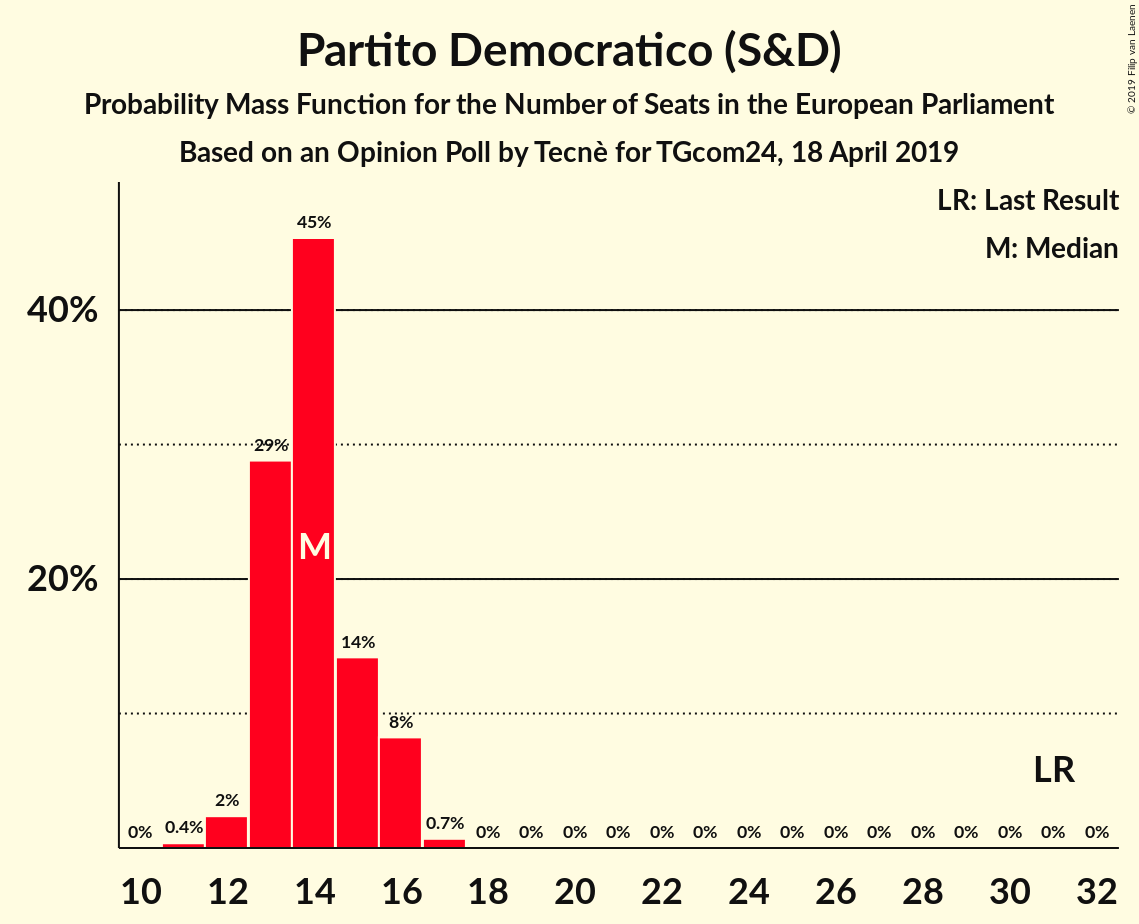 Partito Democratico (S&D)
Probability Mass Function for the Number of Seats in the European Parliament
Based on an Opinion Poll by Tecnè for TGcom24, 18 April 2019
© 2019 Filip van Laenen
LR: Last Result
M: Median
45%
40%
29%
M
20%
14%
8%
LR
2%
0% 0.4% 0.7% 0% 0% 0% 0% 0% 0% 0% 0% 0% 0% 0% 0% 0% 0% 0%
10 12 14 16 18 20 22 24 26 28 30 32